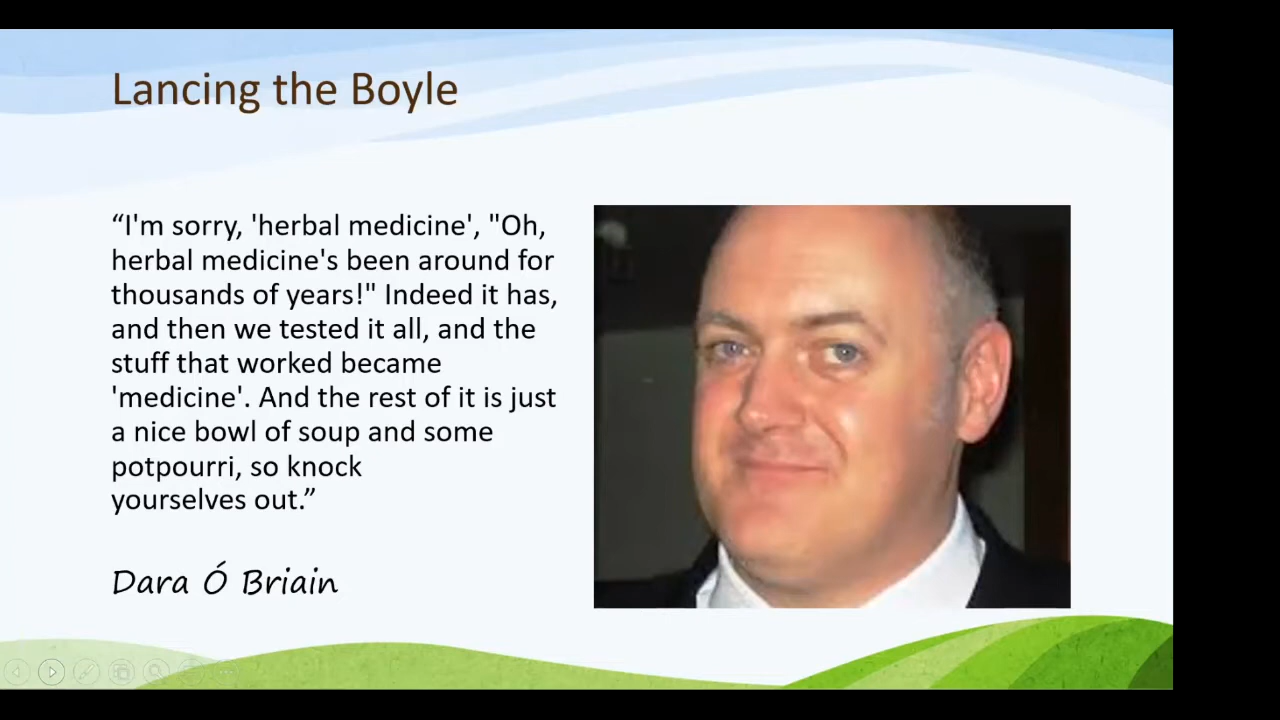 Lancing the Boyle
“I'm sorry, 'herbal medicine', "Oh,
herbal medicine's been around for
thousands of years!" Indeed it has,
and then we tested it all, and the
stuff that worked became
'medicine'. And the rest of it is just
a nice bowl of soup and some
potpourri, so knock
yourselves out.”
Dara Ó Briain